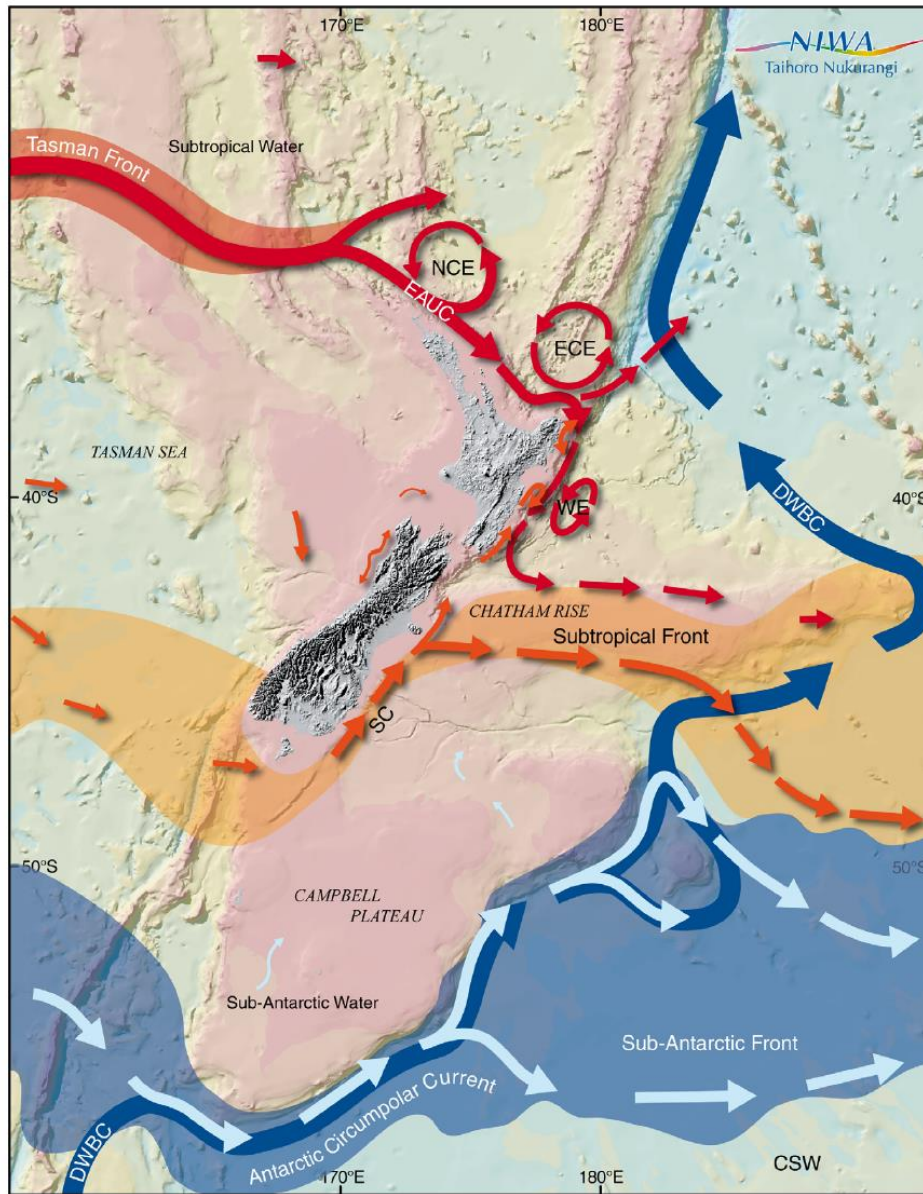 170°E
180°
NIWA
Taihoro Nukurangi
Tasman Front
Subtropical Water
NCE
EAUC
ECE
TASMAN SEA
40°S
40°S
WE
DWBC
CHATHAM RISE
Subtropical Front
SC
50°S
50°S
CAMPBELL
PLATEAU
Sub-Antarctic Water
Sub-Antarctic Front
Antarctic Circumpolar Current
DWBC
CSW
170°E
180°